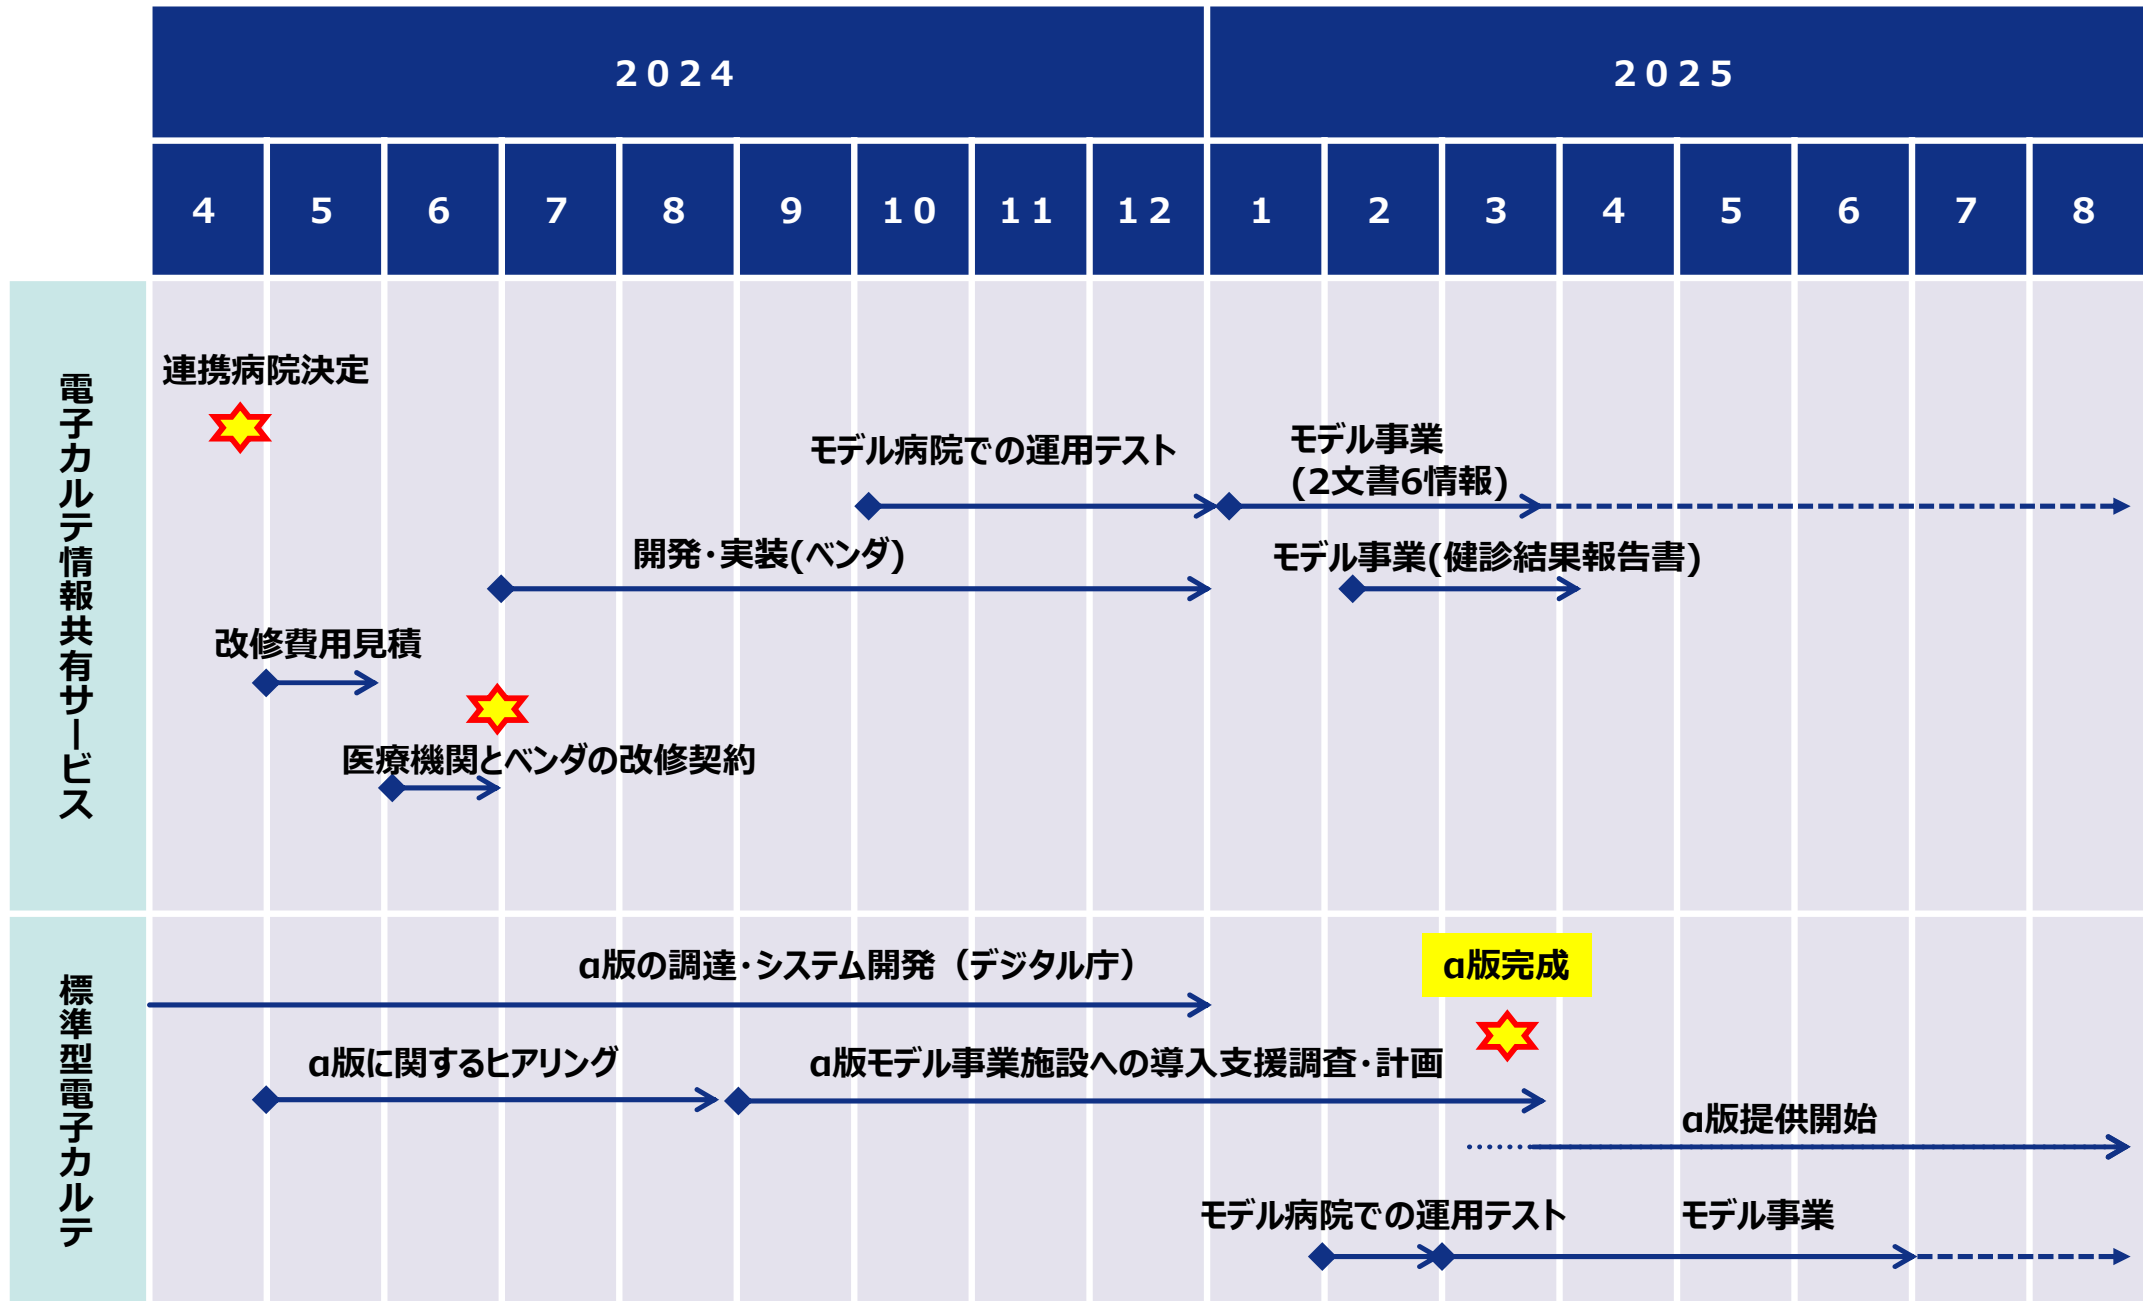 ２０２４
２０２５
４ ５ ６ ７ ８ ９ １０ １１ １２ １ ２ ３ ４ ５ ６ ７ ８
電子カルテ情報共有サービス
連携病院決定
モデル病院での運用テスト
モデル事業
(2文書6情報)
開発・実装(ベンダ)
モデル事業(健診結果報告書)
改修費用見積
医療機関とベンダの改修契約
標準型電子カルテ
α版の調達・システム開発（デジタル庁）
α版完成
α版に関するヒアリング
α版モデル事業施設への導入支援調査・計画
α版提供開始
モデル病院での運用テスト
モデル事業